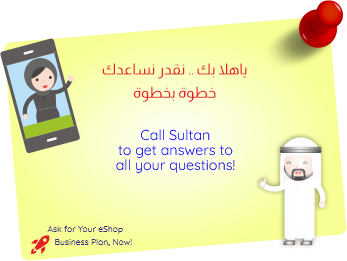 ياهلا بك .. نقدر نساعدك
خطوة بخطوة
Call Sultan
to get answers to
all your questions!
Ask for Your eShop
Business Plan, Now!